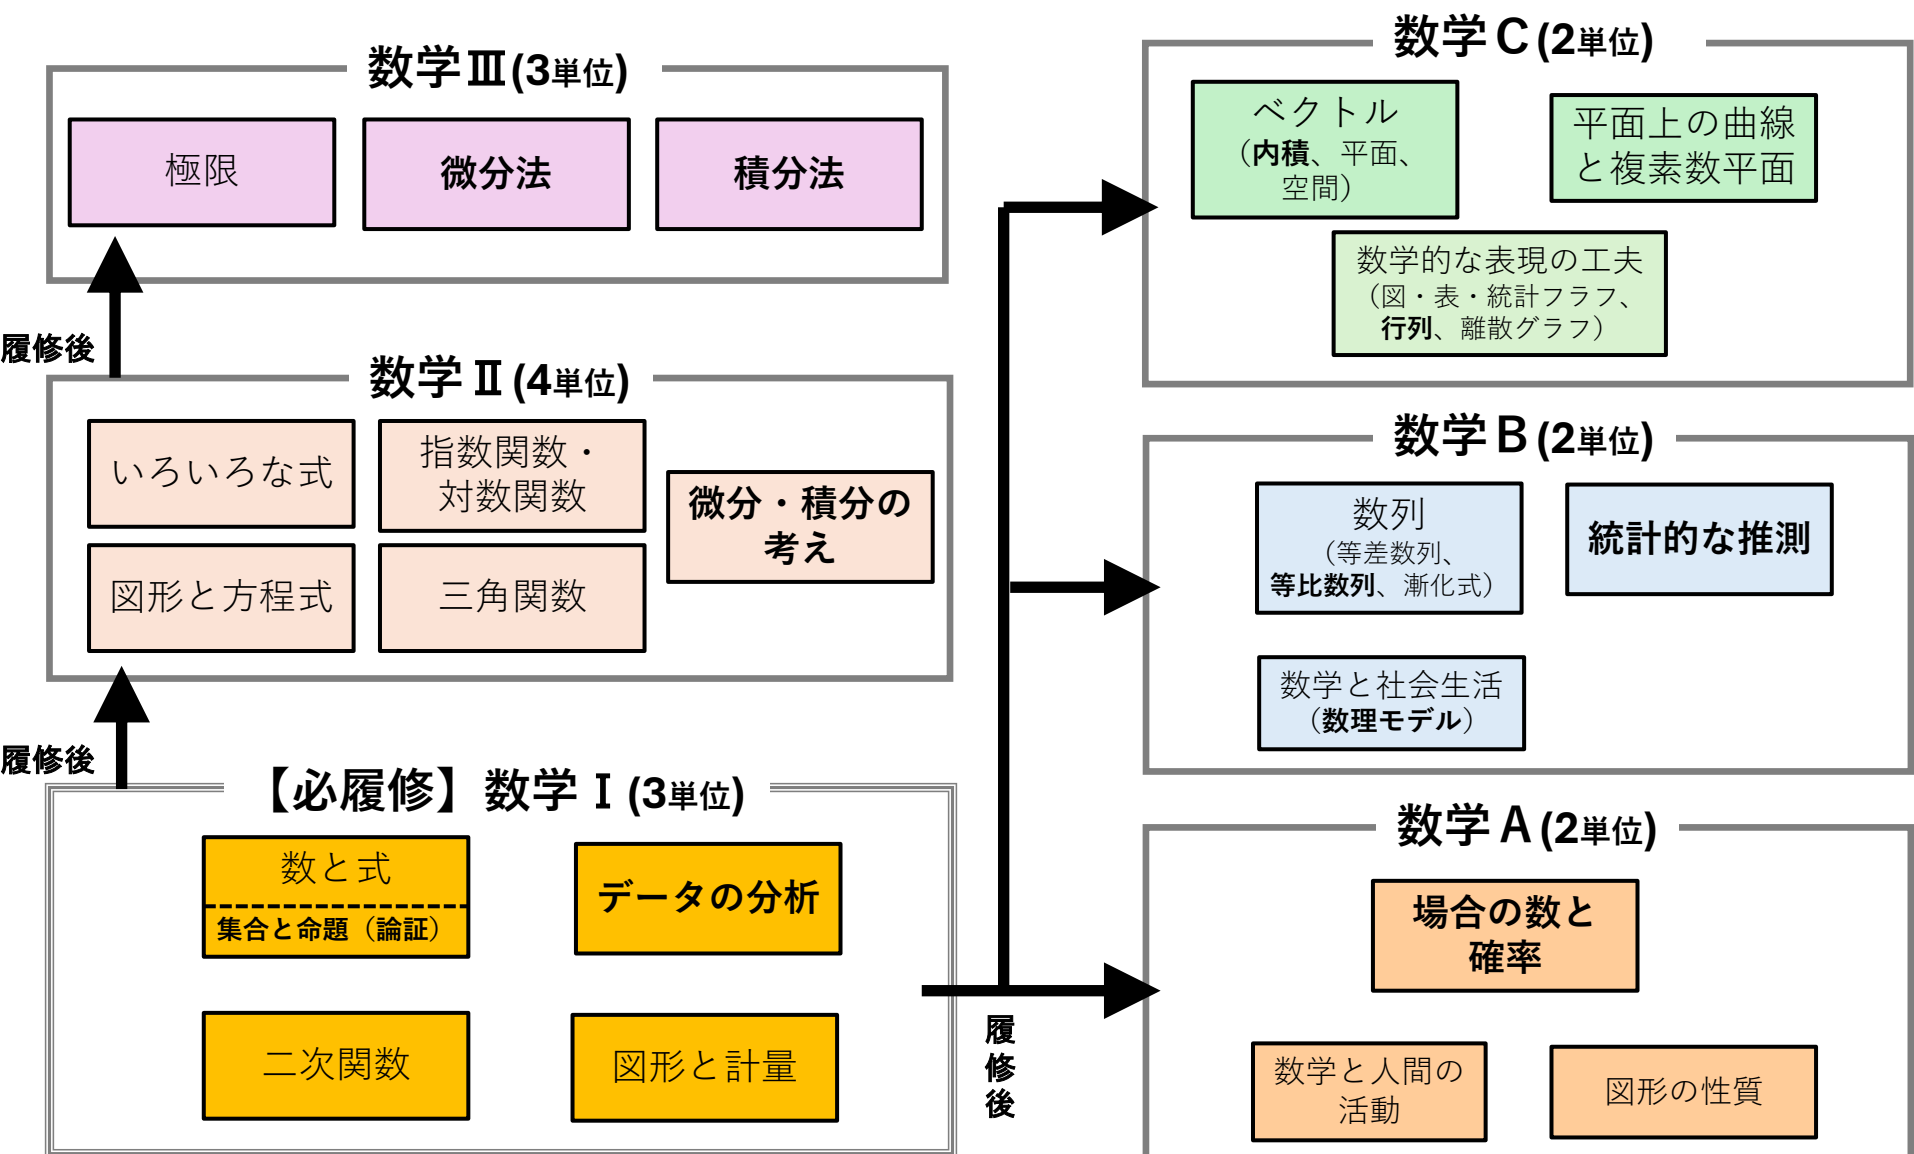 数学Ⅲ(3単位)
極限
微分法
積分法
履修後
数学Ⅱ(4単位)
いろいろな式
指数関数・
対数関数
微分・積分の
考え
図形と方程式
三角関数
履修後
【必履修】数学Ⅰ(3単位)
数と式
集合と命題（論証）
データの分析
二次関数
図形と計量
履
修
後
数学C(2単位)
ベクトル
（内積、平面、
空間）
平面上の曲線
と複素数平面
数学的な表現の工夫
（図・表・統計フラフ、
行列、離散グラフ）
数学B(2単位)
数列
（等差数列、
等比数列、漸化式）
統計的な推測
数学と社会生活
（数理モデル）
数学A(2単位)
場合の数と
確率
数学と人間の
活動
図形の性質